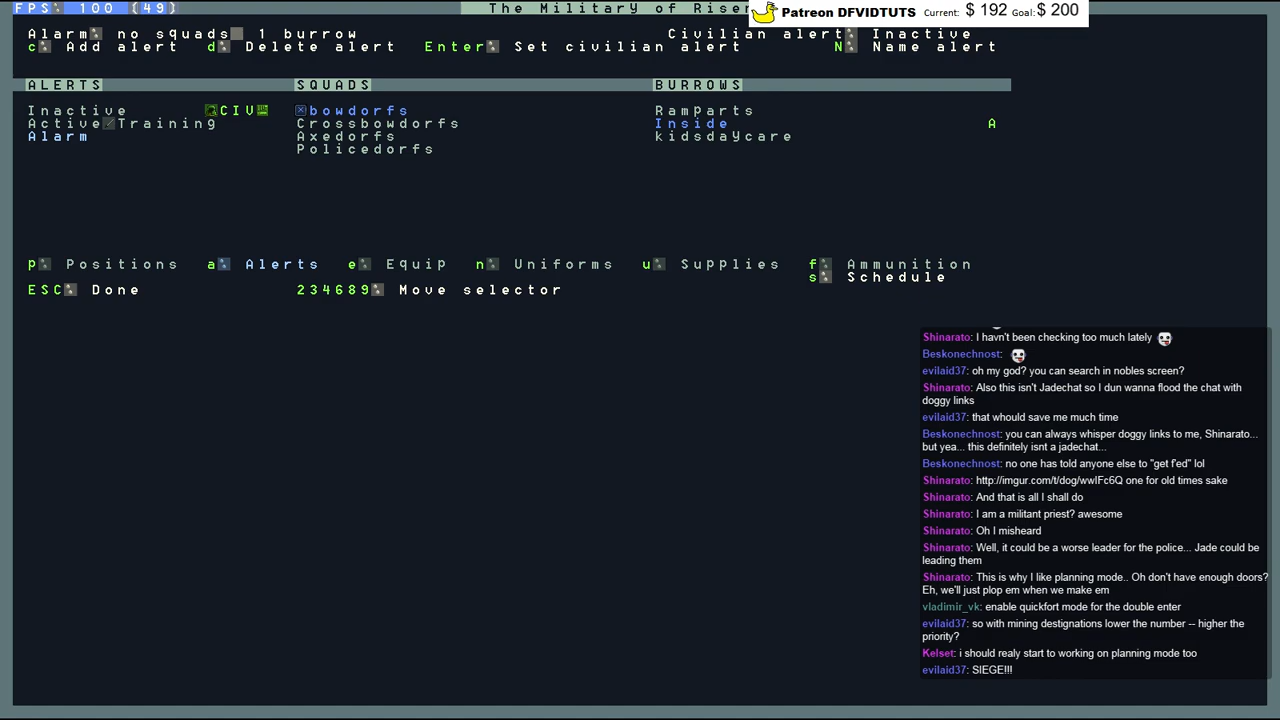 FPS: 100 (49)
The Military of Riser
Patreon DFVIDTUTS Current: $ 192 Goal: $ 200
Alarm: no squads, 1 burrow
Civilian alert: Inactive
c: Add alert d: Delete alert Enter: Set civilian alert N: Name alert
ALERTS SQUADS BURROWS
Inactive CIV bowdorfs Ramparts
Active Training Crossbowdorfs Inside A
Alarm Axedorfs kidsdaycare
Policedorfs
p: Positions a: Alerts e: Equip n: Uniforms u: Supplies f: Ammunition
s: Schedule
ESC: Done 234689: Move selector
Shinarato: I havn't been checking too much lately
Beskonechnost:
evilaid37: oh my god? you can search in nobles screen?
Shinarato: Also this isn't Jadechat so I dun wanna flood the chat with
doggy links
evilaid37: that whould save me much time
Beskonechnost: you can always whisper doggy links to me, Shinarato...
but yea... this definitely isnt a jadechat...
Beskonechnost: no one has told anyone else to "get f'ed" lol
Shinarato: http://imgur.com/t/dog/wwIFc6Q one for old times sake
Shinarato: And that is all I shall do
Shinarato: I am a militant priest? awesome
Shinarato: Oh I misheard
Shinarato: Well, it could be a worse leader for the police... Jade could be
leading them
Shinarato: This is why I like planning mode.. Oh don't have enough doors?
Eh, we'll just plop em when we make em
vladimir_vk: enable quickfort mode for the double enter
evilaid37: so with mining destignations lower the number -- higher the
priority?
Kelset: i should realy start to working on planning mode too
evilaid37: SIEGE!!!